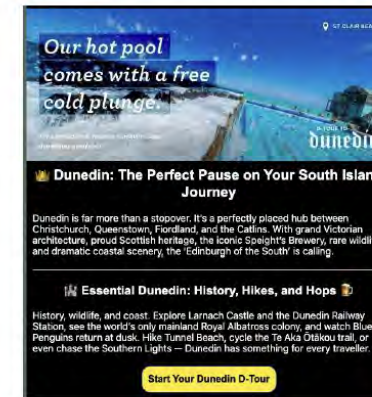 ST CLAIR BEA
Our hot pool
comes with a free
cold plunge.
A TOUR TO
dunedin
👑 Dunedin: The Perfect Pause on Your South Islan
Journey
Dunedin is far more than a stopover. It's a perfectly placed hub between
Christchurch, Queenstown, Fiordland, and the Catlins. With grand Victorian
architecture, proud Scottish heritage, the iconic Speight's Brewery, rare wildli
and dramatic coastal scenery, the 'Edinburgh of the South' is calling.
Essential Dunedin: History, Hikes, and Hops 🍺
History, wildlife, and coast. Explore Larnach Castle and the Dunedin Railway
Station, see the world's only mainland Royal Albatross colony, and watch Blue
Penguins return at dusk. Hike Tunnel Beach, cycle the Te Aka Ōtākou trail, or
even chase the Southern Lights — Dunedin has something for every traveller.
Start Your Dunedin D-Tour